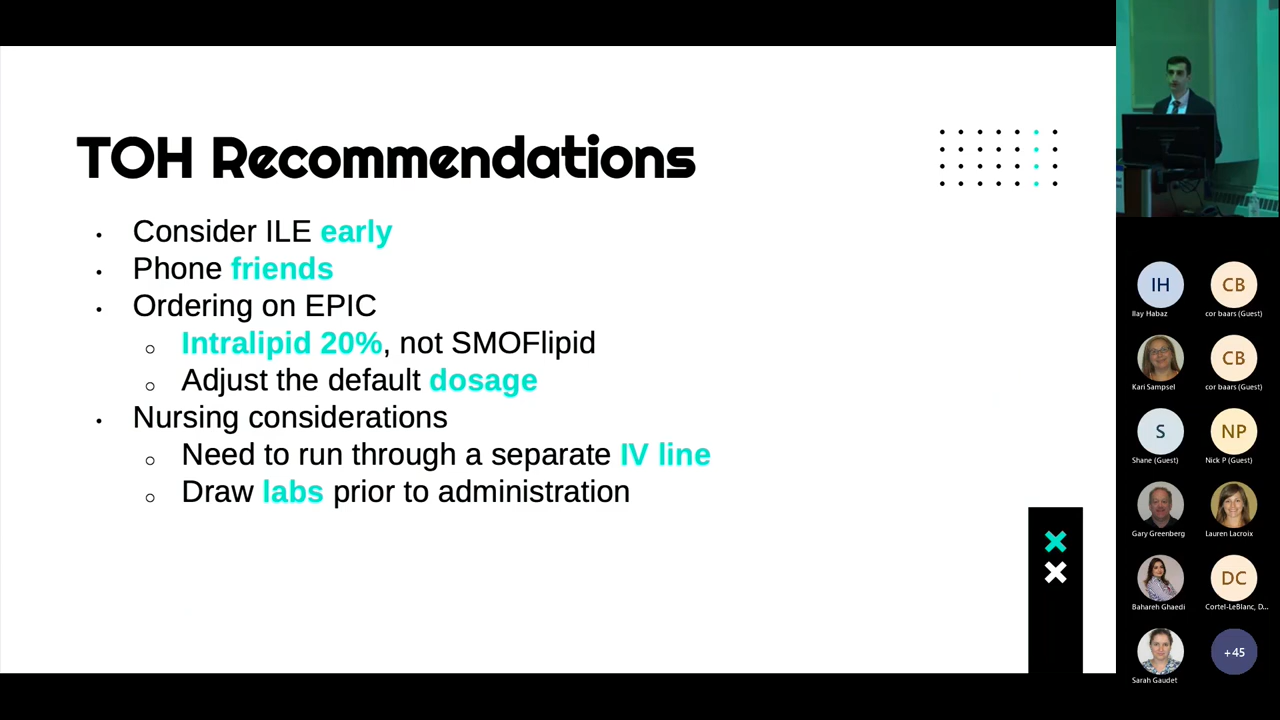 TOH Recommendations
• Consider ILE early
• Phone friends
• Ordering on EPIC
o Intralipid 20%, not SMOFlipid
o Adjust the default dosage
• Nursing considerations
o Need to run through a separate IV line
o Draw labs prior to administration
IH
CB
Ilay Habaz
cor baars (Guest)
CB
Kari Sampsel
cor baars (Guest)
S
NP
Shane (Guest)
Nick P (Guest)
Gary Greenberg
Lauren Lacroix
DC
Bahareh Ghaedi
Cortel-LeBlanc, D...
+45
Sarah Gaudet